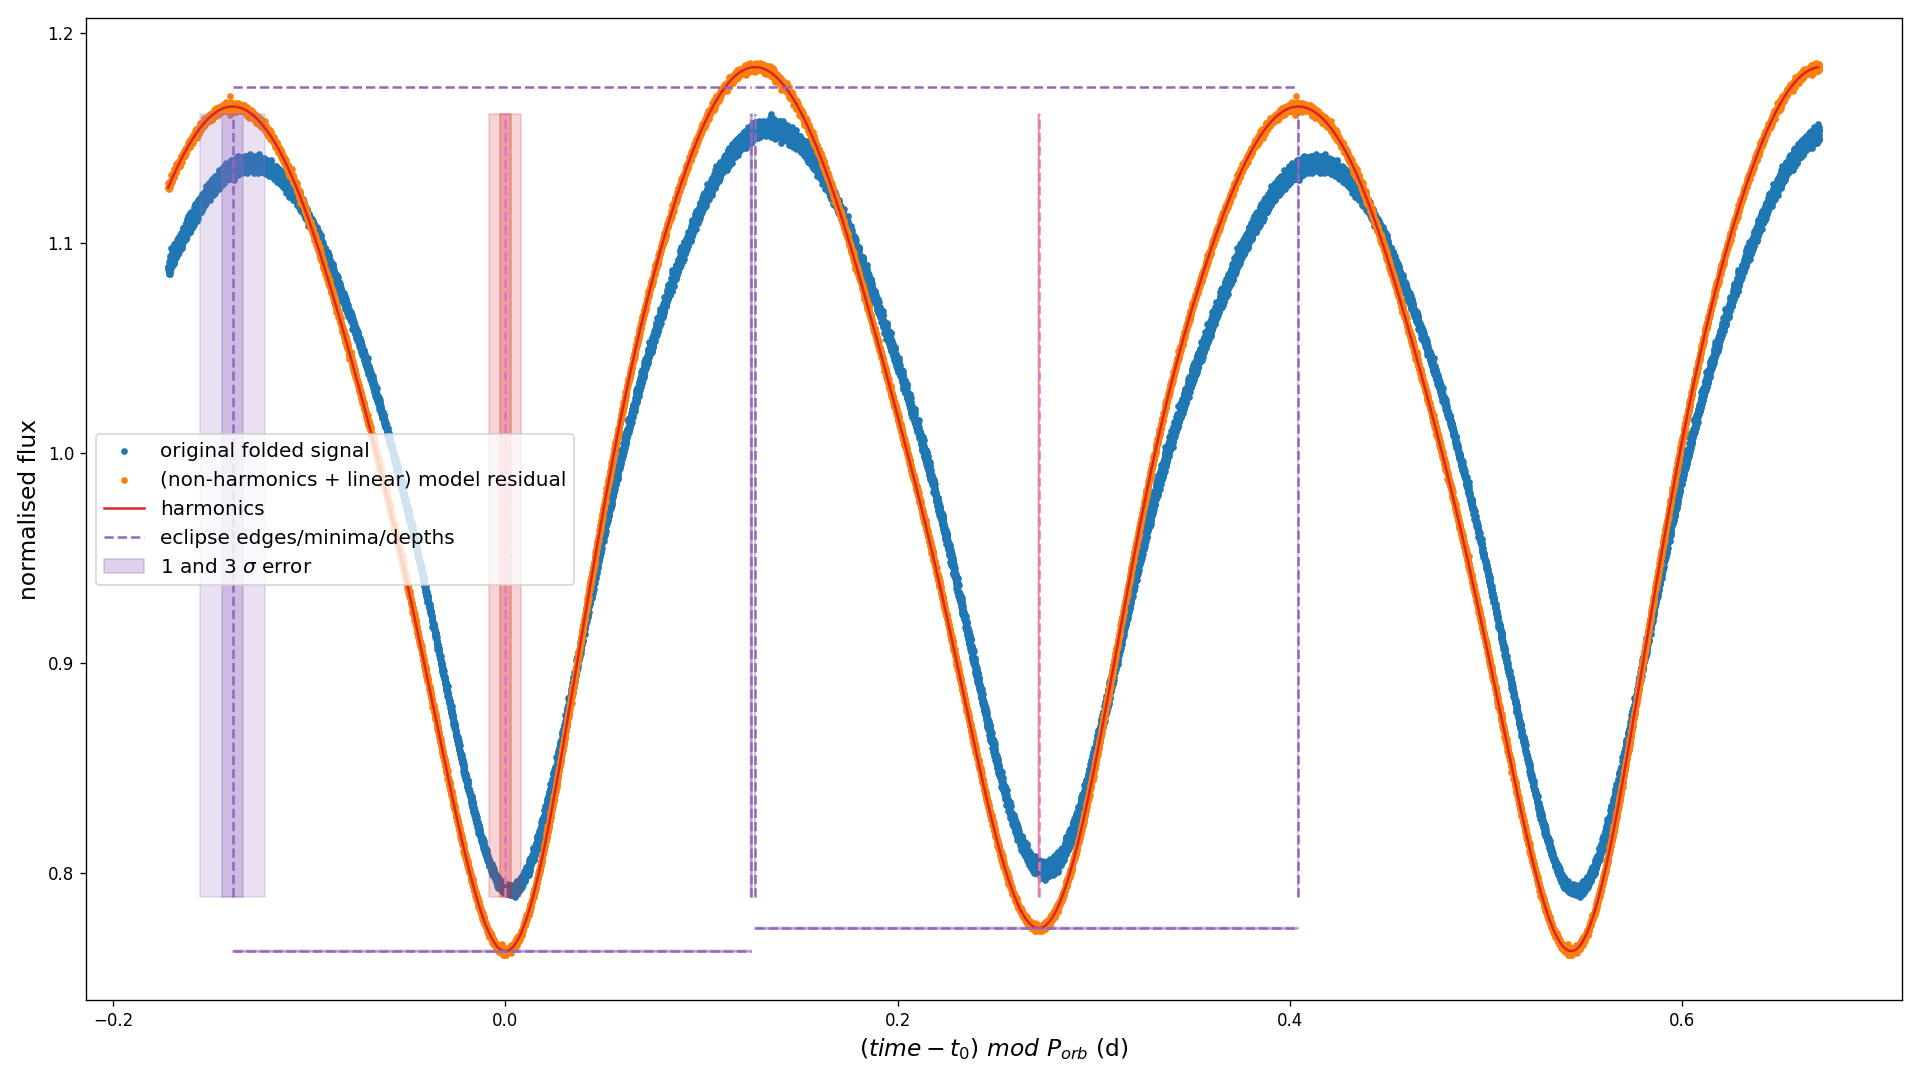 normalised flux
1.2
1.1
1.0
0.9
0.8
original folded signal
(non-harmonics + linear) model residual
harmonics
eclipse edges/minima/depths
1 and 3 σ error
−0.2
0.0
0.2
0.4
0.6
(time − t₀) mod P_orb (d)